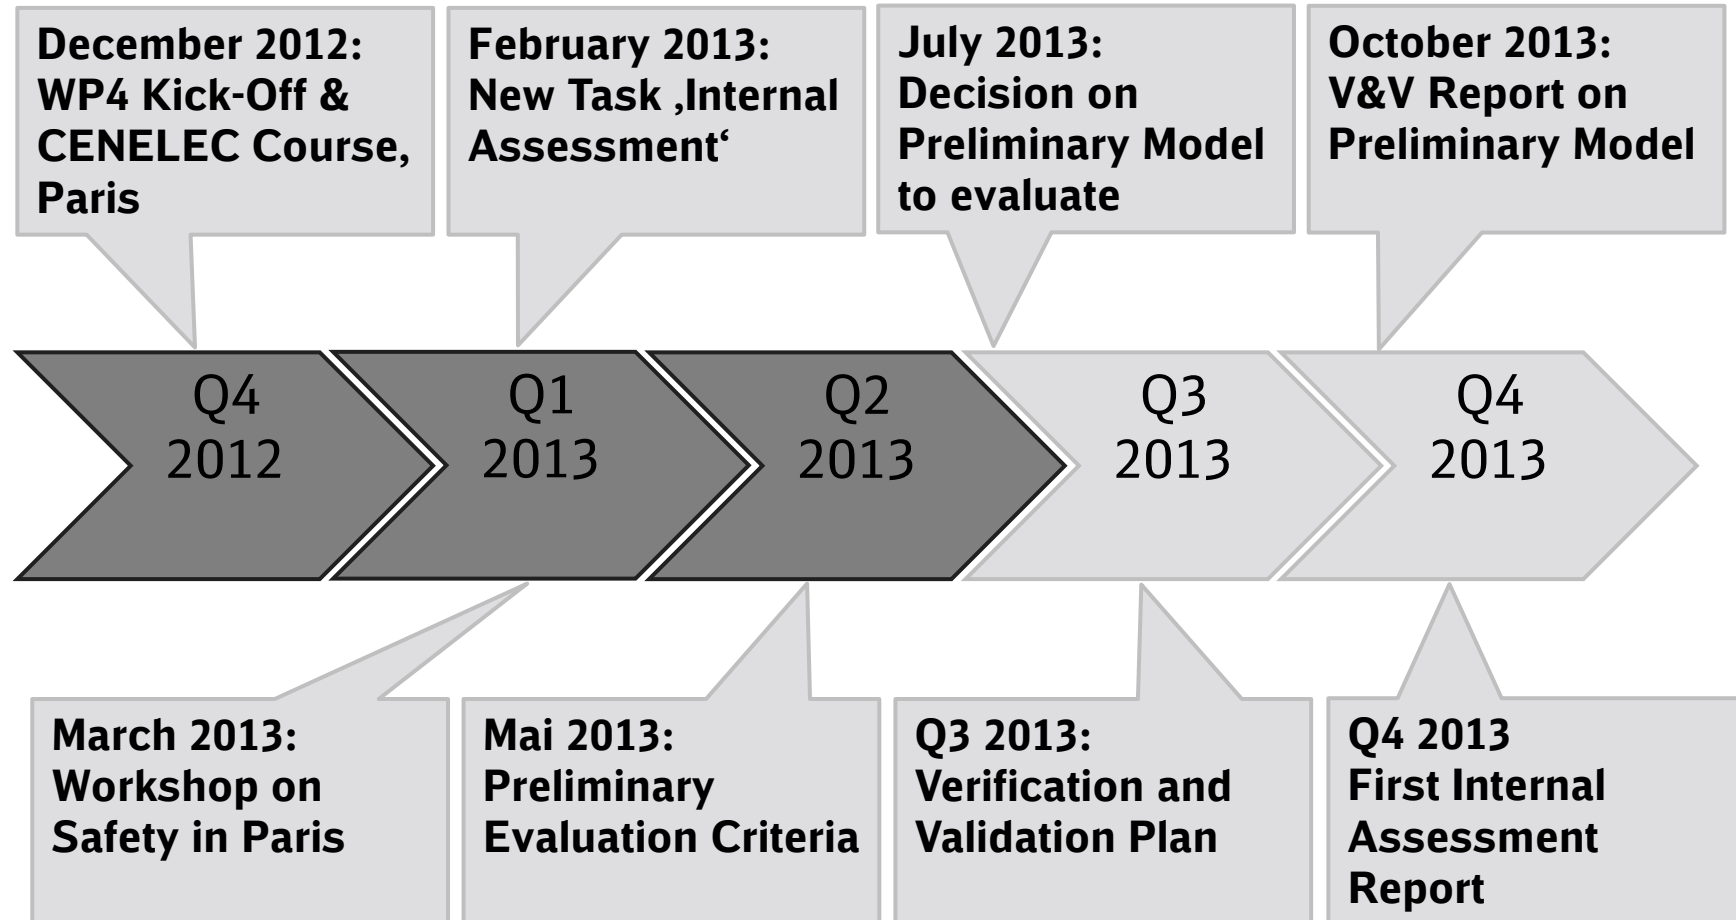 December 2012:
WP4 Kick-Off &
CENELEC Course,
Paris
February 2013:
New Task ‚Internal
Assessment‘
July 2013:
Decision on
Preliminary Model
to evaluate
October 2013:
V&V Report on
Preliminary Model
Q4
2012
Q1
2013
Q2
2013
Q3
2013
Q4
2013
March 2013:
Workshop on
Safety in Paris
Mai 2013:
Preliminary
Evaluation Criteria
Q3 2013:
Verification and
Validation Plan
Q4 2013
First Internal
Assessment
Report